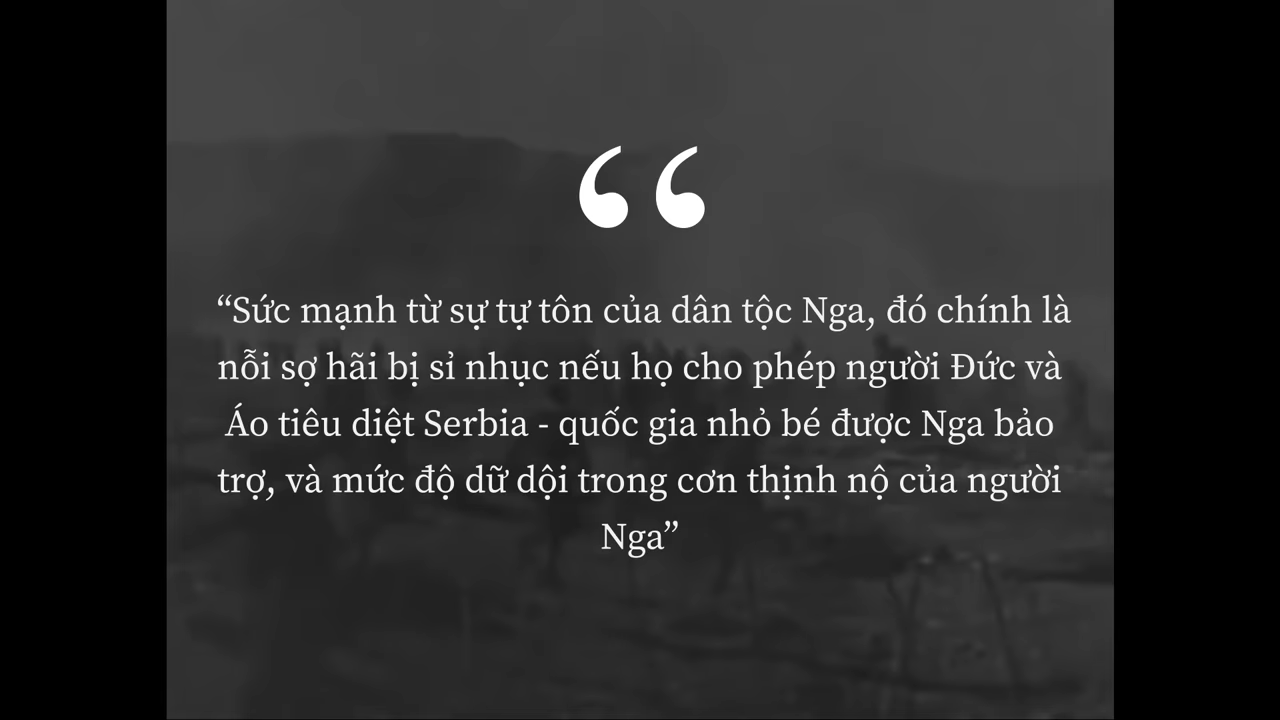 “
“Sức mạnh từ sự tự tôn của dân tộc Nga, đó chính là
nỗi sợ hãi bị sỉ nhục nếu họ cho phép người Đức và
Áo tiêu diệt Serbia - quốc gia nhỏ bé được Nga bảo
trợ, và mức độ dữ dội trong cơn thịnh nộ của người
Nga”